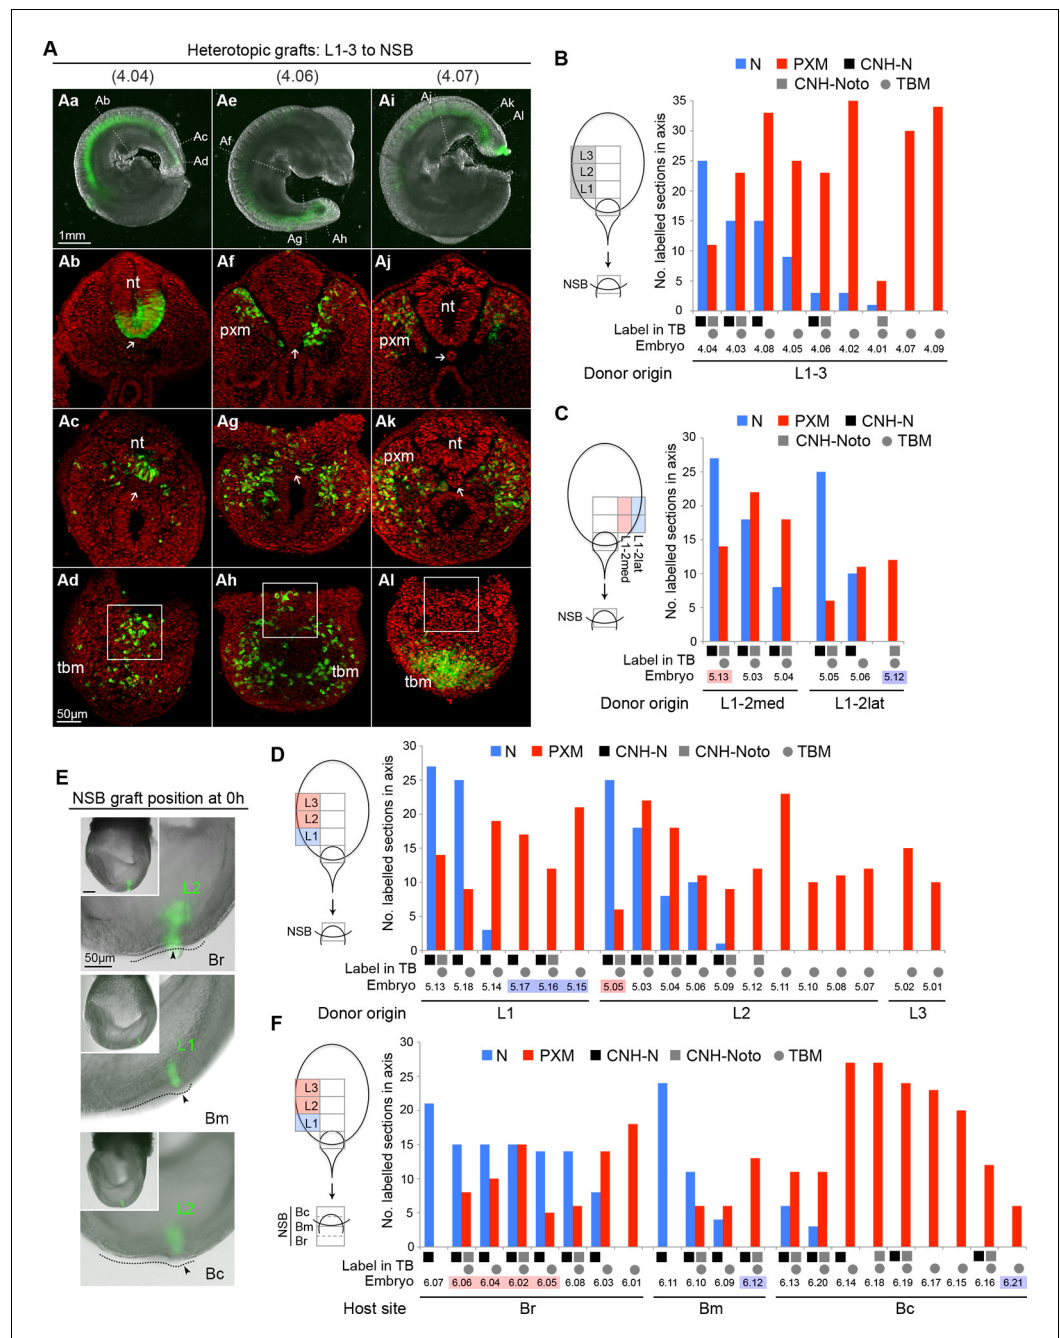 A
Heterotopic grafts: L1-3 to NSB
(4.04) (4.06) (4.07)
Aa Ab Ac Ad 1mm
Ae Af Ag Ah
Ai Aj Ak Al
Ab nt
Af pxm
Aj nt pxm
Ac nt
Ag
Ak nt pxm
Ad tbm 50µm
Ah tbm
Al tbm
B
N PXM CNH-N
CNH-Noto TBM
L3
L2
L1
NSB
No. labelled sections in axis
35
30
25
20
15
10
5
0
Label in TB
Embryo 4.04 4.03 4.08 4.05 4.06 4.02 4.01 4.07 4.09
Donor origin L1-3
C
N PXM CNH-N
CNH-Noto TBM
L1-2lat
L1-2med
NSB
No. labelled sections in axis
30
25
20
15
10
5
0
Label in TB
Embryo 5.13 5.03 5.04 5.05 5.06 5.12
Donor origin L1-2med L1-2lat
D
N PXM CNH-N CNH-Noto TBM
L3
L2
L1
NSB
No. labelled sections in axis
30
25
20
15
10
5
0
Label in TB
Embryo 5.13 5.18 5.14 5.17 5.16 5.15 5.05 5.03 5.04 5.06 5.09 5.12 5.11 5.10 5.08 5.07 5.02 5.01
Donor origin L1 L2 L3
E
NSB graft position at 0h
L2
50µm
Br
L1
Bm
L2
Bc
F
N PXM CNH-N CNH-Noto TBM
L3
L2
L1
NSB
Bc
Bm
Br
No. labelled sections in axis
30
25
20
15
10
5
0
Label in TB
Embryo 6.07 6.06 6.04 6.02 6.05 6.08 6.03 6.01 6.11 6.10 6.09 6.12 6.13 6.20 6.14 6.18 6.19 6.17 6.15 6.16 6.21
Host site Br Bm Bc